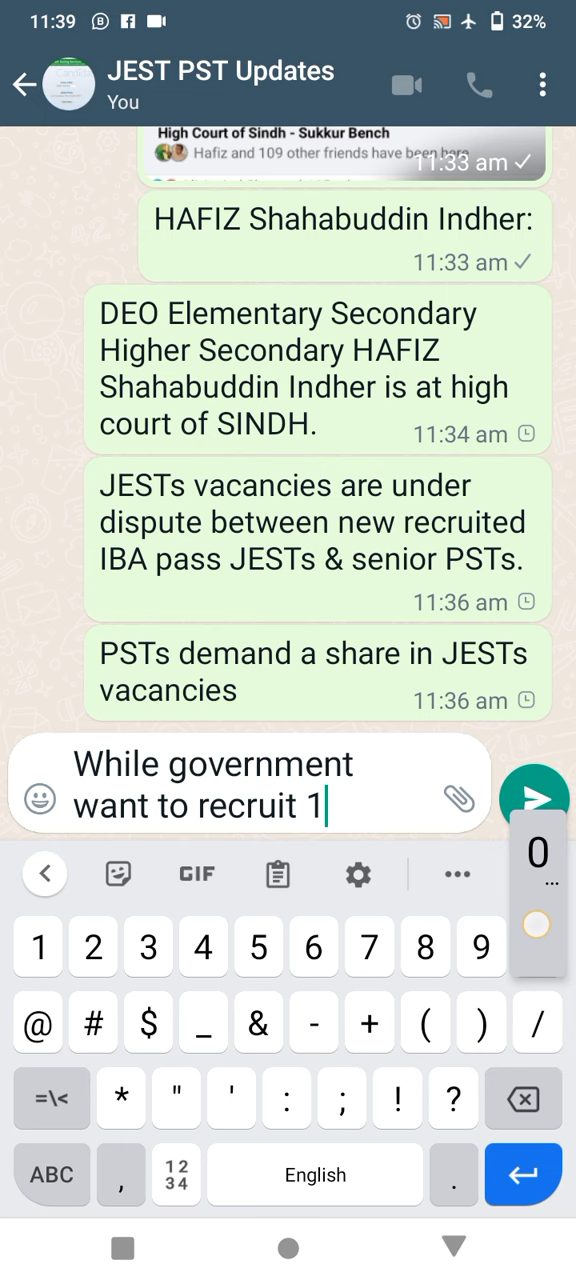 11:39
32%
JEST PST Updates
You
High Court of Sindh - Sukkur Bench
Hafiz and 109 other friends have been here
11:33 am
HAFIZ Shahabuddin Indher:
11:33 am
DEO Elementary Secondary
Higher Secondary HAFIZ
Shahabuddin Indher is at high
court of SINDH.
11:34 am
JESTs vacancies are under
dispute between new recruited
IBA pass JESTs & senior PSTs.
11:36 am
PSTs demand a share in JESTs
vacancies
11:36 am
While government
want to recruit 1
0
...
GIF
1 2 3 4 5 6 7 8 9
@ # $ _ & - + ( ) /
=\< * " ' : ; ! ?
ABC , 12 34 English .